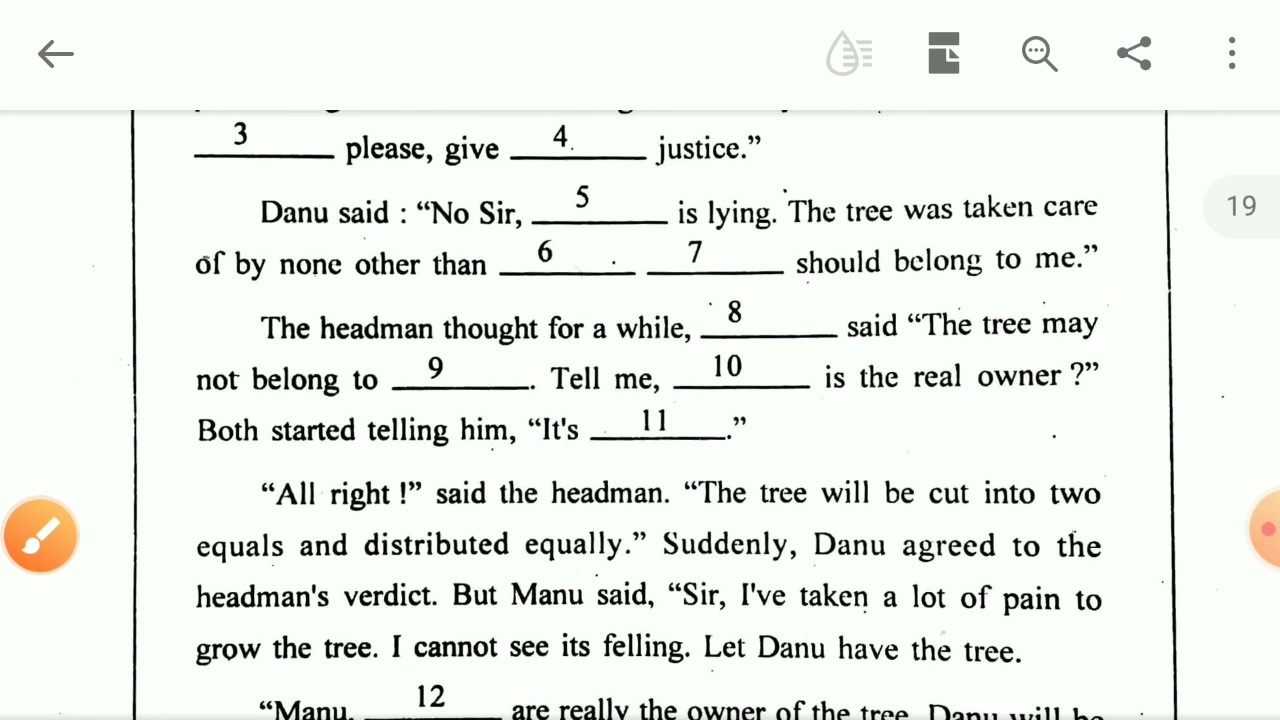 3 please, give 4 justice.”
19
Danu said : “No Sir, 5 is lying. The tree was taken care
of by none other than 6 7 should belong to me.”
The headman thought for a while, 8 said “The tree may
not belong to 9. Tell me, 10 is the real owner ?”
Both started telling him, “It's 11.”
“All right !” said the headman. “The tree will be cut into two
equals and distributed equally.” Suddenly, Danu agreed to the
headman's verdict. But Manu said, “Sir, I've taken a lot of pain to
grow the tree. I cannot see its felling. Let Danu have the tree.
“Manu, 12 are really the owner of the tree. Danu will be